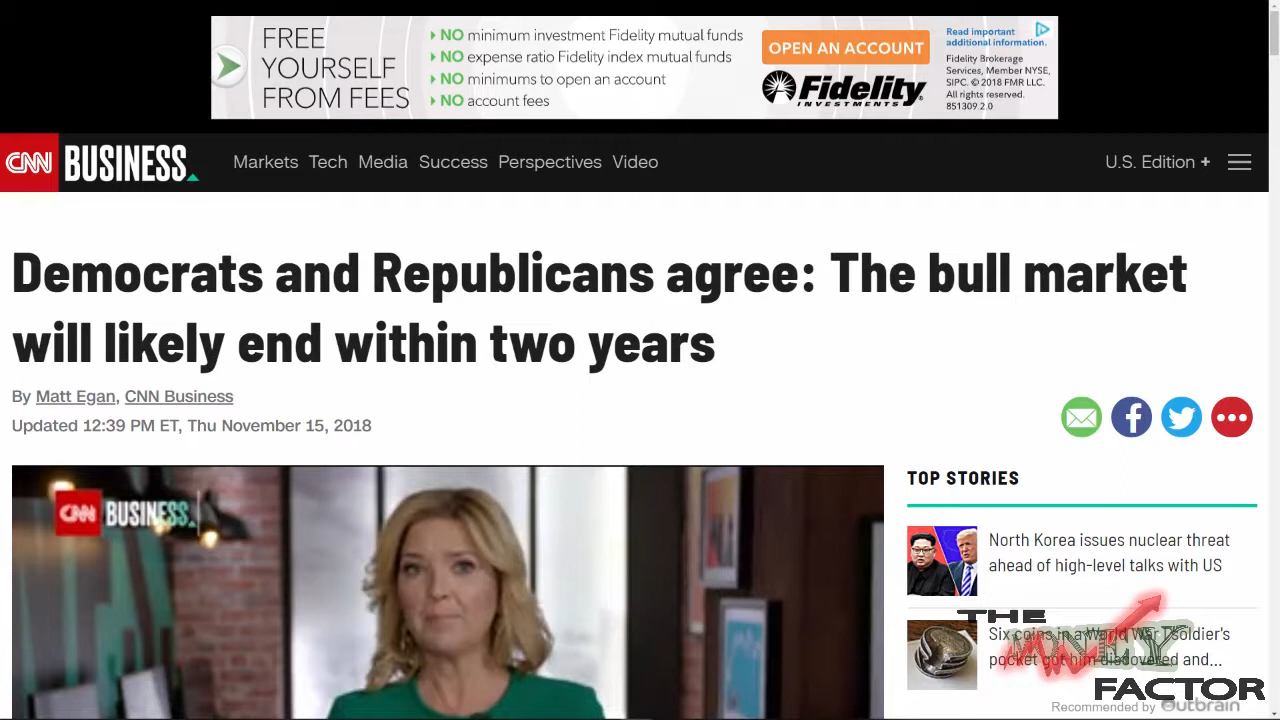 FREE
YOURSELF
FROM FEES
NO minimum investment Fidelity mutual funds
NO expense ratio Fidelity index mutual funds
NO minimums to open an account
NO account fees
OPEN AN ACCOUNT
Fidelity
INVESTMENTS
Read important
additional information.
Fidelity Brokerage
Services, Member NYSE,
SIPC. © 2018 FMR LLC.
All rights reserved.
851309 2.0
CNN BUSINESS Markets Tech Media Success Perspectives Video U.S. Edition +
Democrats and Republicans agree: The bull market
will likely end within two years
By Matt Egan, CNN Business
Updated 12:39 PM ET, Thu November 15, 2018
CNN BUSINESS
TOP STORIES
North Korea issues nuclear threat
ahead of high-level talks with US
Six coins in a World War I soldier's
pocket got him discovered and...
THE
MONEY
FACTOR
Recommended by Outbrain